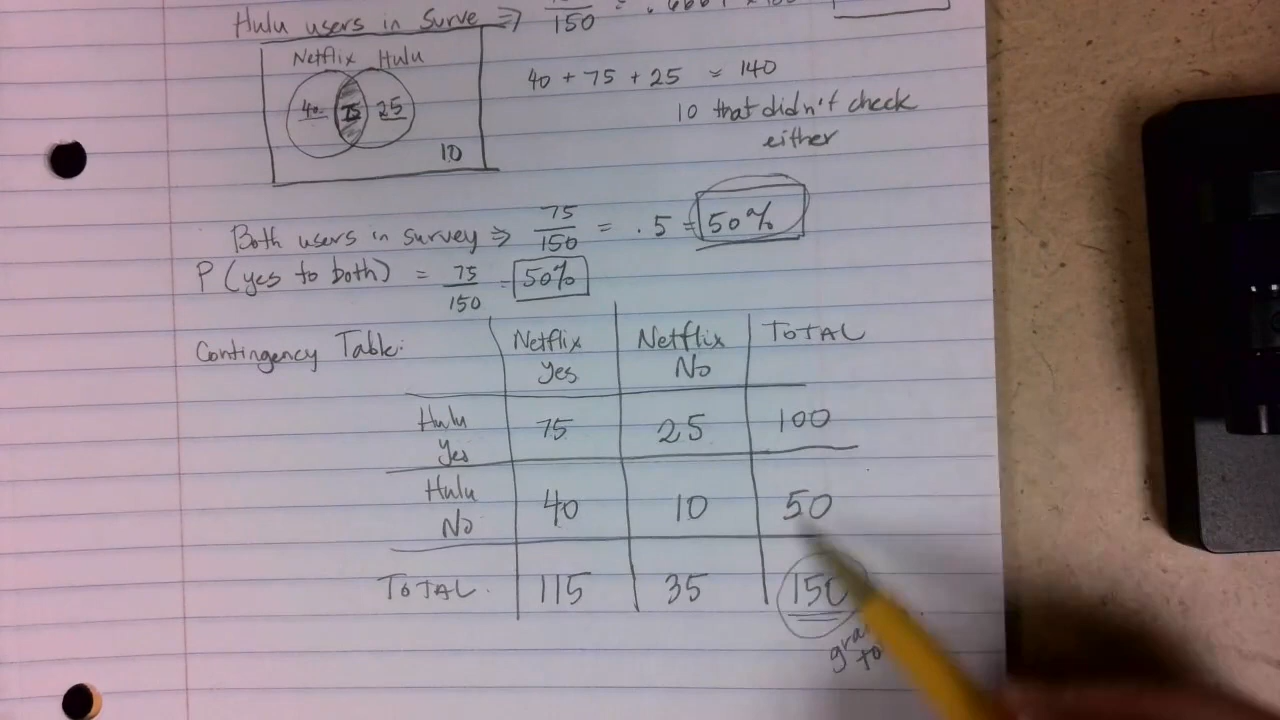 Hulu users in Surve ⇒ /150 =
Netflix Hulu
40 75 25
10
40 + 75 + 25 = 140
10 that didn't check
either
Both users in survey ⇒ 75/150 = .5 = 50%
P (yes to both) = 75/150 = 50%
Contingency Table:
Netflix Yes Netflix No TOTAL
Hulu Yes 75 25 100
Hulu No 40 10 50
TOTAL 115 35 150